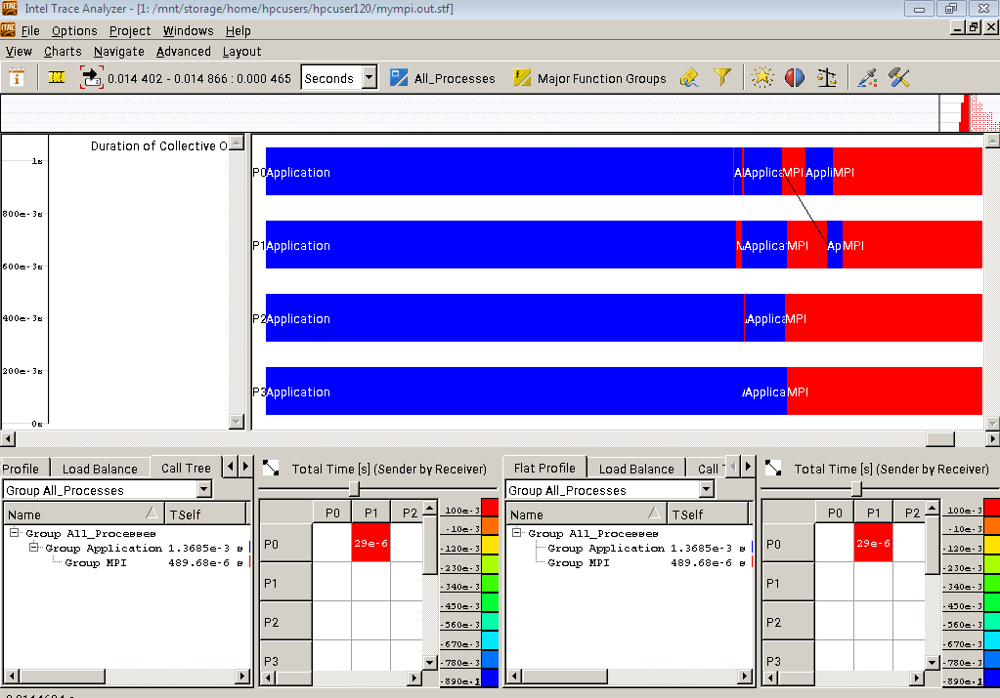 Intel Trace Analyzer - [1: /mnt/storage/home/hpcusers/hpcuser120/mympi.out.stf]
File Options Project Windows Help
View Charts Navigate Advanced Layout
0.014 402 - 0.014 866 : 0.000 465 Seconds All_Processes Major Function Groups
Duration of Collective O
1s
800e-3s
600e-3s
400e-3s
200e-3s
0s
P0 Application A Applica MPI Appli MPI
P1 Application Applica MPI Ap MPI
P2 Application Applica MPI
P3 Application Applica MPI
Profile Load Balance Call Tree
Group All_Processes
Name TSelf
Group All_Processes
Group Application 1.3685e-3 s
Group MPI 489.68e-6 s
Total Time [s] (Sender by Receiver)
P0 P1 P2
P0 29e-6
P1
P2
P3
100e-3
-10e-3
-120e-3
-230e-3
-340e-3
-450e-3
-560e-3
-670e-3
-780e-3
-890e-3
Flat Profile Load Balance Call
Group All_Processes
Name TSelf
Group All_Processes
Group Application 1.3685e-3 s
Group MPI 489.68e-6 s
Total Time [s] (Sender by Receiver)
P0 P1 P2
P0 29e-6
P1
P2
P3
100e-3
-10e-3
-120e-3
-230e-3
-340e-3
-450e-3
-560e-3
-670e-3
-780e-3
-890e-3